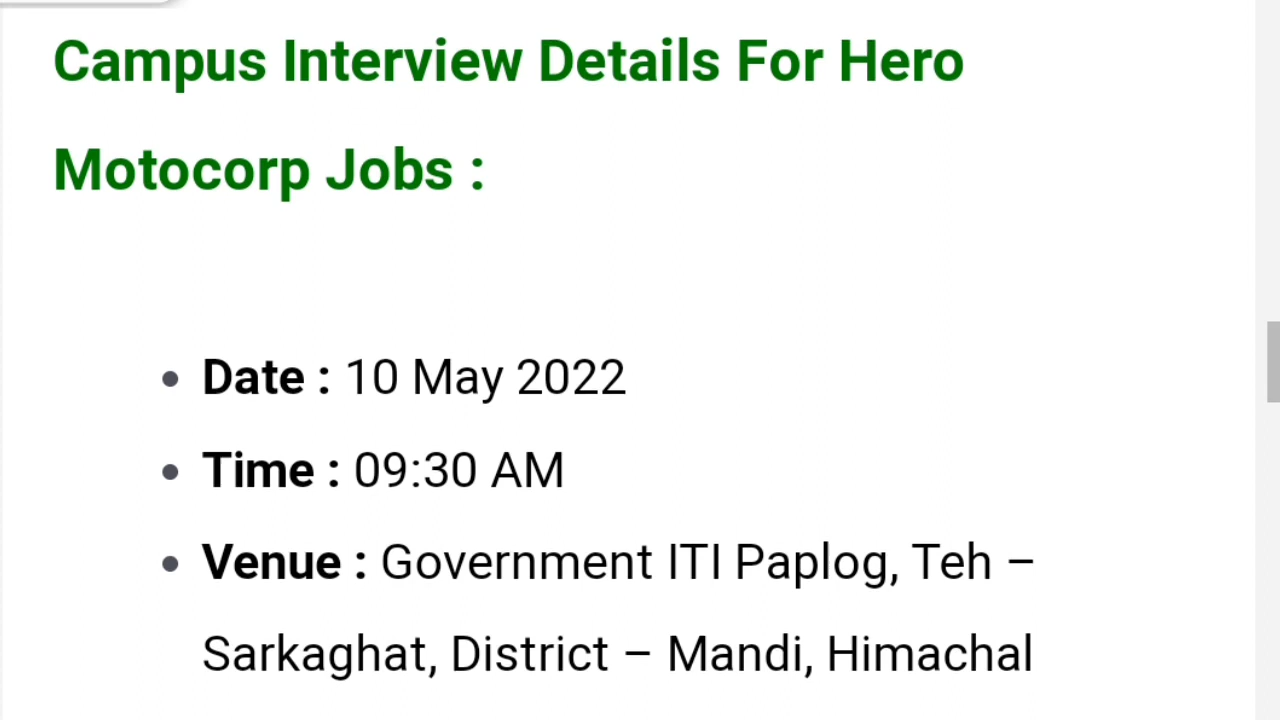 Campus Interview Details For Hero
Motocorp Jobs :
• Date : 10 May 2022
• Time : 09:30 AM
• Venue : Government ITI Paplog, Teh –
Sarkaghat, District – Mandi, Himachal